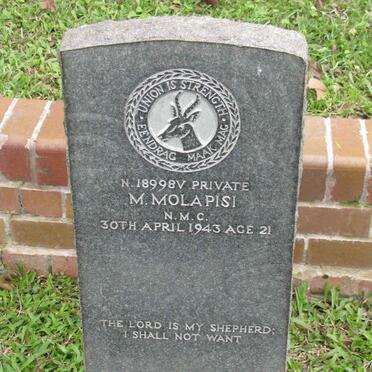 UNION IS STRENGTH
EENDRAG MAAK MAG
N. 18998V PRIVATE
M. MOLAPISI
N.M.C.
30TH APRIL 1943 AGE 21
THE LORD IS MY SHEPHERD;
I SHALL NOT WANT